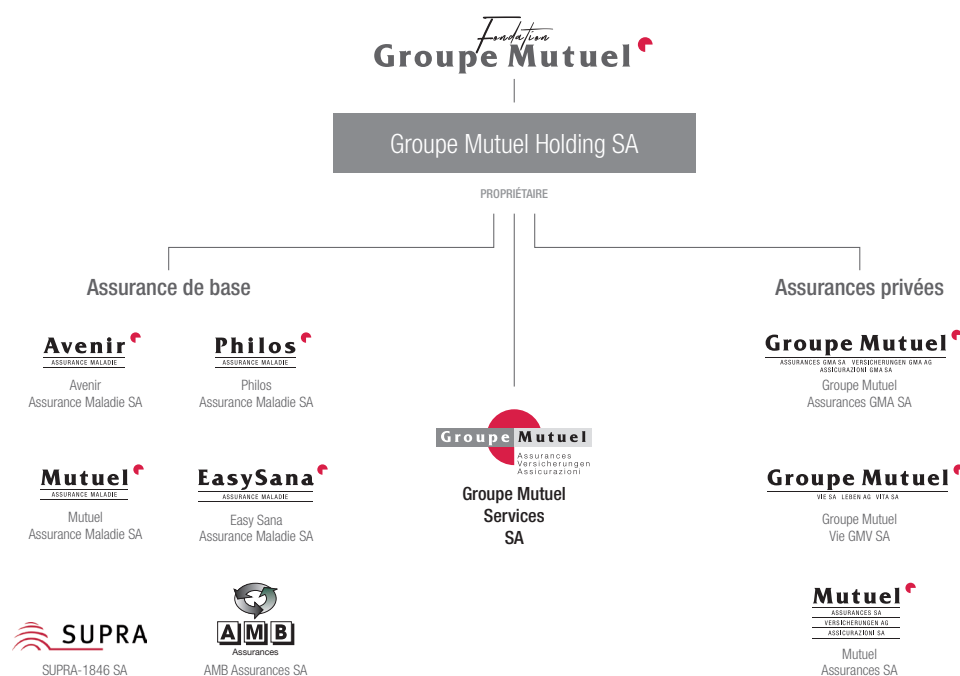 Fondation
Groupe Mutuel
Groupe Mutuel Holding SA
PROPRIÉTAIRE
Assurance de base
Avenir
ASSURANCE MALADIE
Avenir
Assurance Maladie SA
Philos
ASSURANCE MALADIE
Philos
Assurance Maladie SA
Mutuel
ASSURANCE MALADIE
Mutuel
Assurance Maladie SA
EasySana
ASSURANCE MALADIE
Easy Sana
Assurance Maladie SA
SUPRA
SUPRA-1846 SA
AMB
Assurances
AMB Assurances SA
Groupe Mutuel
Assurances
Versicherungen
Assicurazioni
Groupe Mutuel
Services
SA
Assurances privées
Groupe Mutuel
ASSURANCES GMA SA VERSICHERUNGEN GMA AG
ASSICURAZIONI GMA SA
Groupe Mutuel
Assurances GMA SA
Groupe Mutuel
VIE SA LEBEN AG VITA SA
Groupe Mutuel
Vie GMV SA
Mutuel
ASSURANCES SA
VERSICHERUNGEN AG
ASSICURAZIONI SA
Mutuel
Assurances SA